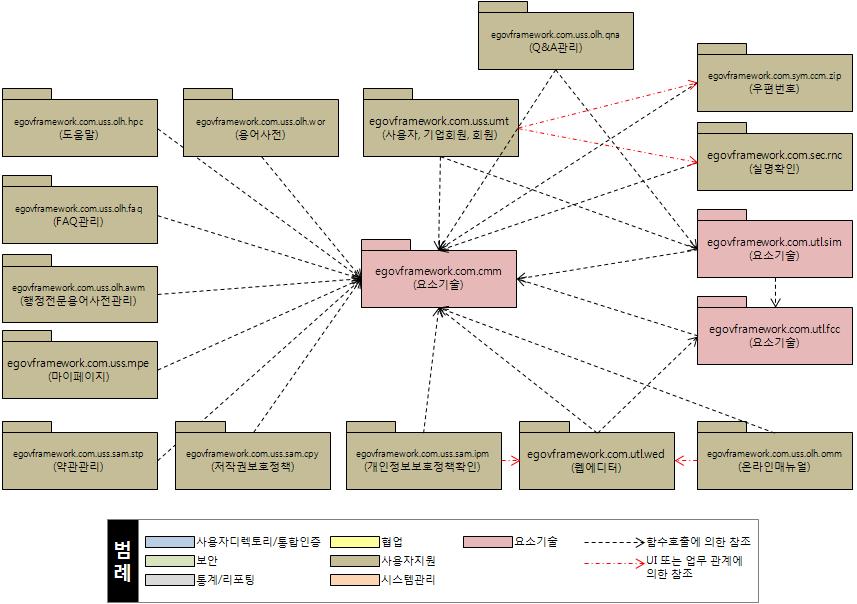 egovframework.com.uss.olh.qna
(Q&A관리)
egovframework.com.sym.ccm.zip
(우편번호)
egovframework.com.uss.olh.hpc
(도움말)
egovframework.com.uss.olh.wor
(용어사전)
egovframework.com.uss.umt
(사용자, 기업회원, 회원)
egovframework.com.sec.rnc
(실명확인)
egovframework.com.uss.olh.faq
(FAQ관리)
egovframework.com.utl.sim
(요소기술)
egovframework.com.cmm
(요소기술)
egovframework.com.uss.olh.awm
(행정전문용어사전관리)
egovframework.com.utl.fcc
(요소기술)
egovframework.com.uss.mpe
(마이페이지)
egovframework.com.uss.sam.stp
(약관관리)
egovframework.com.uss.sam.cpy
(저작권보호정책)
egovframework.com.uss.sam.ipm
(개인정보보호정책확인)
egovframework.com.utl.wed
(웹에디터)
egovframework.com.uss.olh.omm
(온라인매뉴얼)
범례
사용자디렉토리/통합인증
협업
요소기술
함수호출에 의한 참조
보안
사용자지원
UI 또는 업무 관계에
의한 참조
통계/리포팅
시스템관리